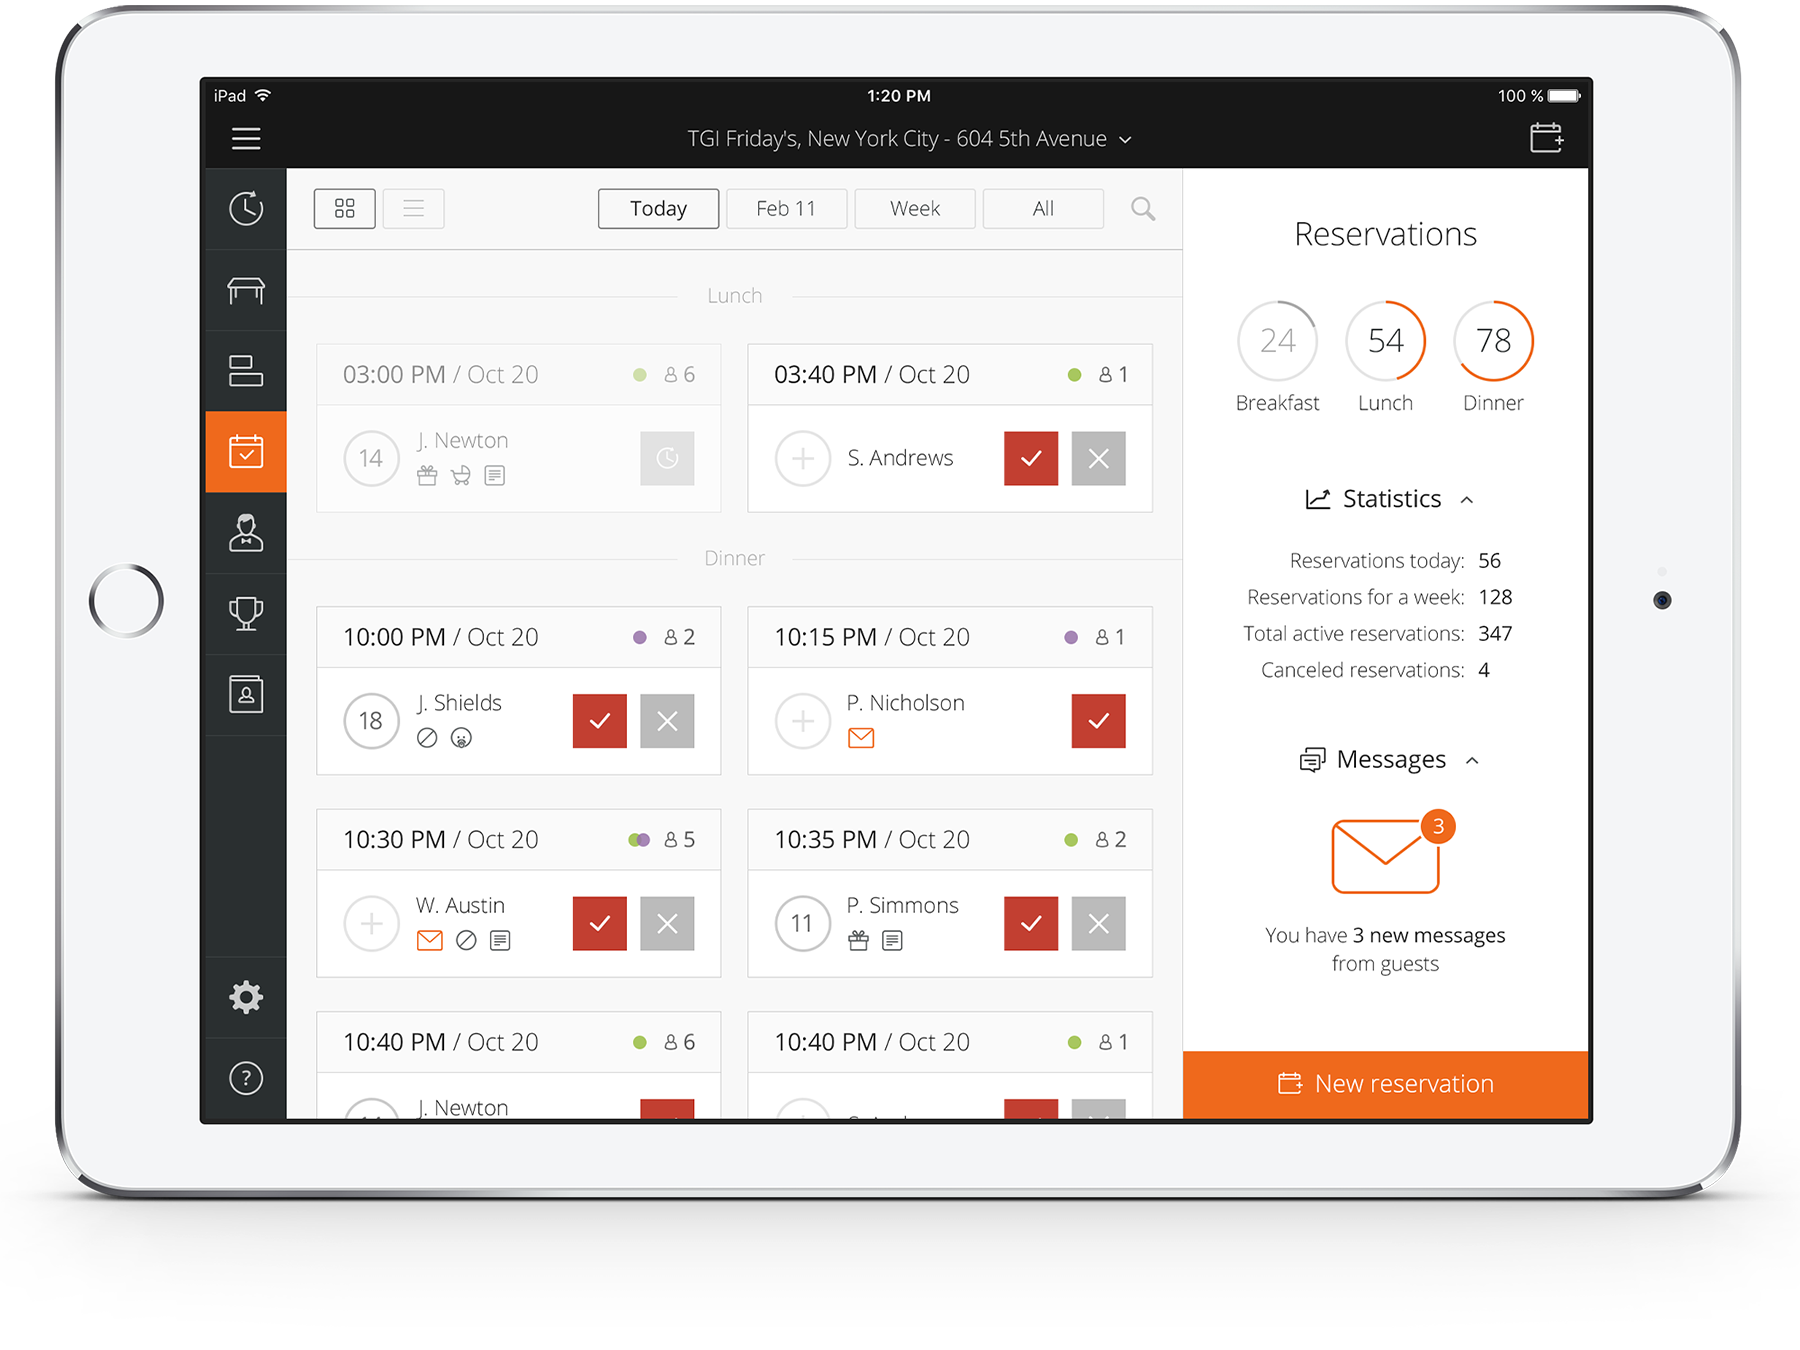 iPad
1:20 PM
100 %
TGI Friday's, New York City - 604 5th Avenue
Today
Feb 11
Week
All
Lunch
03:00 PM / Oct 20
6
14
J. Newton
03:40 PM / Oct 20
1
S. Andrews
Dinner
10:00 PM / Oct 20
2
18
J. Shields
10:15 PM / Oct 20
1
P. Nicholson
10:30 PM / Oct 20
5
W. Austin
10:35 PM / Oct 20
2
11
P. Simmons
10:40 PM / Oct 20
6
J. Newton
10:40 PM / Oct 20
1
Reservations
24
54
78
Breakfast
Lunch
Dinner
Statistics
Reservations today: 56
Reservations for a week: 128
Total active reservations: 347
Canceled reservations: 4
Messages
3
You have 3 new messages
from guests
New reservation
?